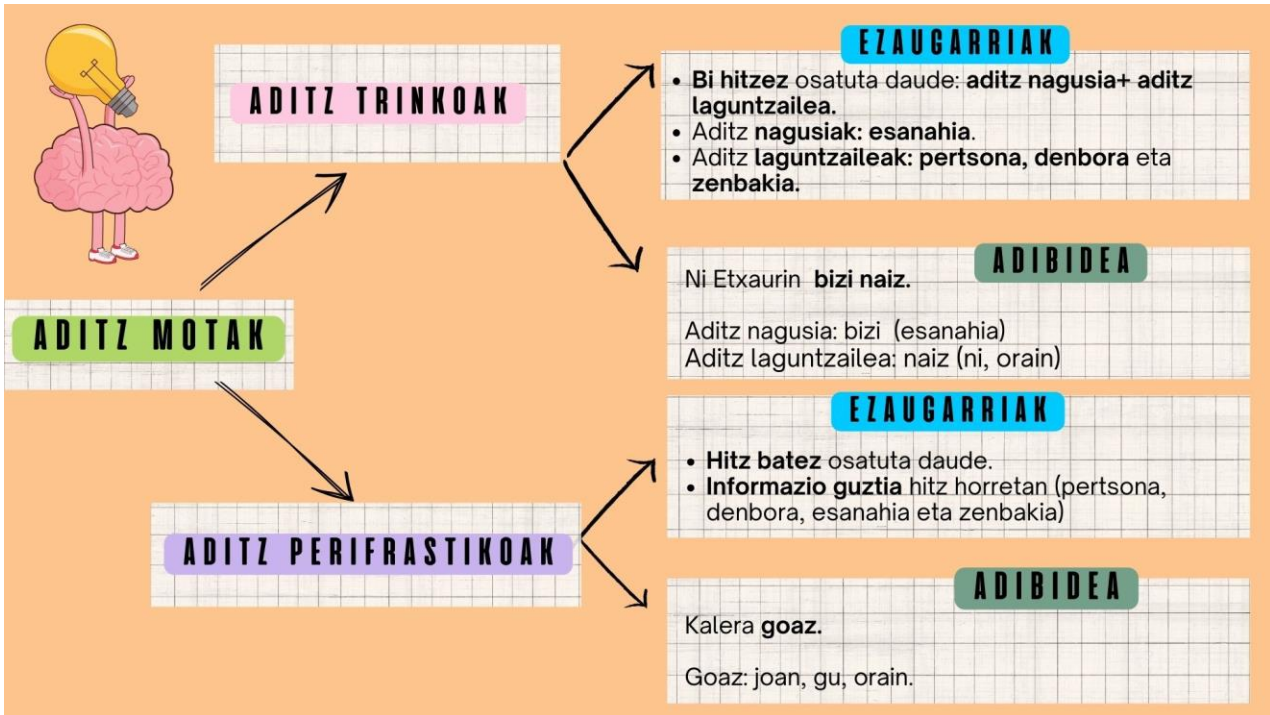 ADITZ MOTAK
ADITZ TRINKOAK
EZAUGARRIAK
• Bi hitzez osatuta daude: aditz nagusia+ aditz
laguntzailea.
• Aditz nagusiak: esanahia.
• Aditz laguntzaileak: pertsona, denbora eta
zenbakia.
ADIBIDEA
Ni Etxaurin bizi naiz.
Aditz nagusia: bizi (esanahia)
Aditz laguntzailea: naiz (ni, orain)
ADITZ PERIFRASTIKOAK
EZAUGARRIAK
• Hitz batez osatuta daude.
• Informazio guztia hitz horretan (pertsona,
denbora, esanahia eta zenbakia)
ADIBIDEA
Kalera goaz.
Goaz: joan, gu, orain.